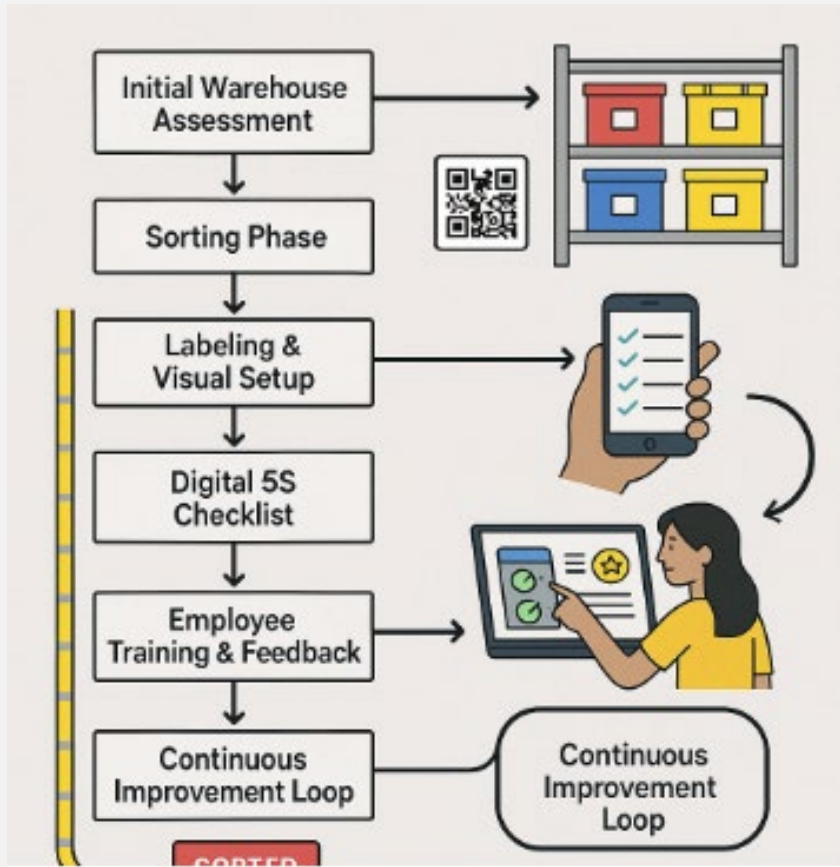 Initial Warehouse
Assessment
Sorting Phase
Labeling &
Visual Setup
Digital 5S
Checklist
Employee
Training & Feedback
Continuous
Improvement Loop
Continuous
Improvement
Loop
SORTED